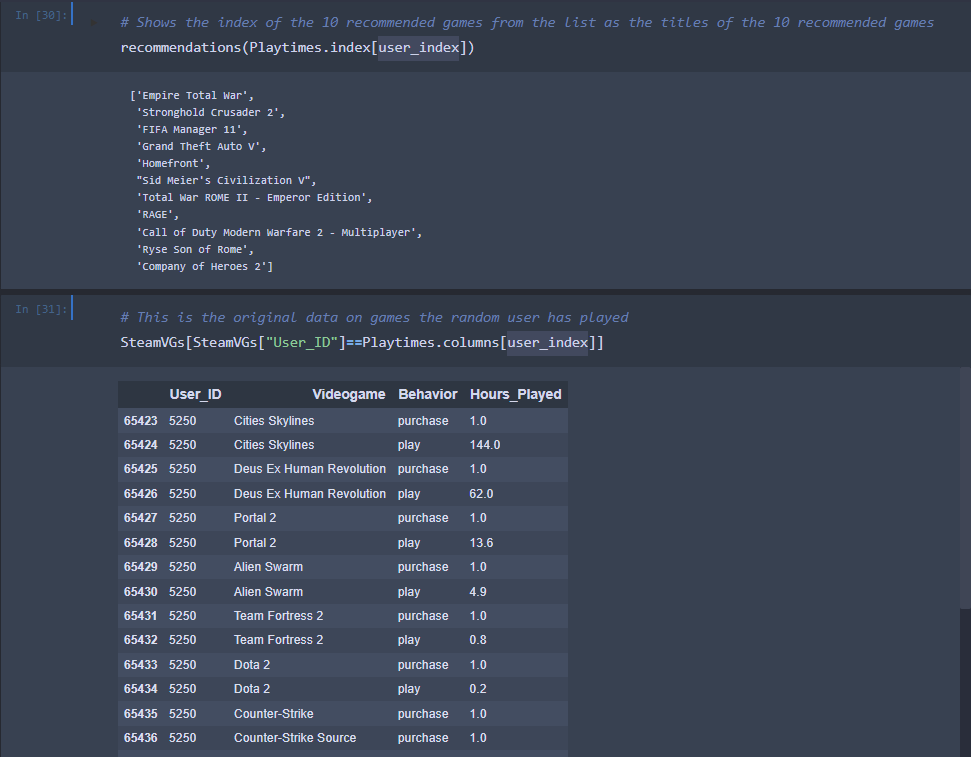 In [30]:
# Shows the index of the 10 recommended games from the list as the titles of the 10 recommended games
recommendations(Playtimes.index[user_index])
['Empire Total War',
'Stronghold Crusader 2',
'FIFA Manager 11',
'Grand Theft Auto V',
'Homefront',
"Sid Meier's Civilization V",
'Total War ROME II - Emperor Edition',
'RAGE',
'Call of Duty Modern Warfare 2 - Multiplayer',
'Ryse Son of Rome',
'Company of Heroes 2']
In [31]:
# This is the original data on games the random user has played
SteamVGs[SteamVGs["User_ID"]==Playtimes.columns[user_index]]
User_ID Videogame Behavior Hours_Played
65423 5250 Cities Skylines purchase 1.0
65424 5250 Cities Skylines play 144.0
65425 5250 Deus Ex Human Revolution purchase 1.0
65426 5250 Deus Ex Human Revolution play 62.0
65427 5250 Portal 2 purchase 1.0
65428 5250 Portal 2 play 13.6
65429 5250 Alien Swarm purchase 1.0
65430 5250 Alien Swarm play 4.9
65431 5250 Team Fortress 2 purchase 1.0
65432 5250 Team Fortress 2 play 0.8
65433 5250 Dota 2 purchase 1.0
65434 5250 Dota 2 play 0.2
65435 5250 Counter-Strike purchase 1.0
65436 5250 Counter-Strike Source purchase 1.0